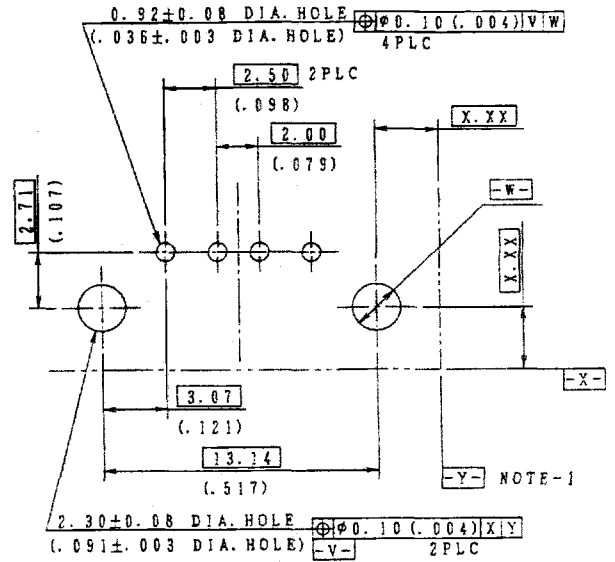 0.92±0.08 DIA. HOLE ⌖ ⌀0.10 (.004) V W
(.036±.003 DIA. HOLE) 4PLC
2.50 2PLC
(.098)
X.XX
2.00
(.079)
-W-
2.71
(.107)
X.XX
3.07
(.121)
-X-
13.14
(.517)
-Y- NOTE-1
2.30±0.08 DIA. HOLE ⌖ ⌀0.10 (.004) X Y
(.091±.003 DIA. HOLE) -V- 2PLC